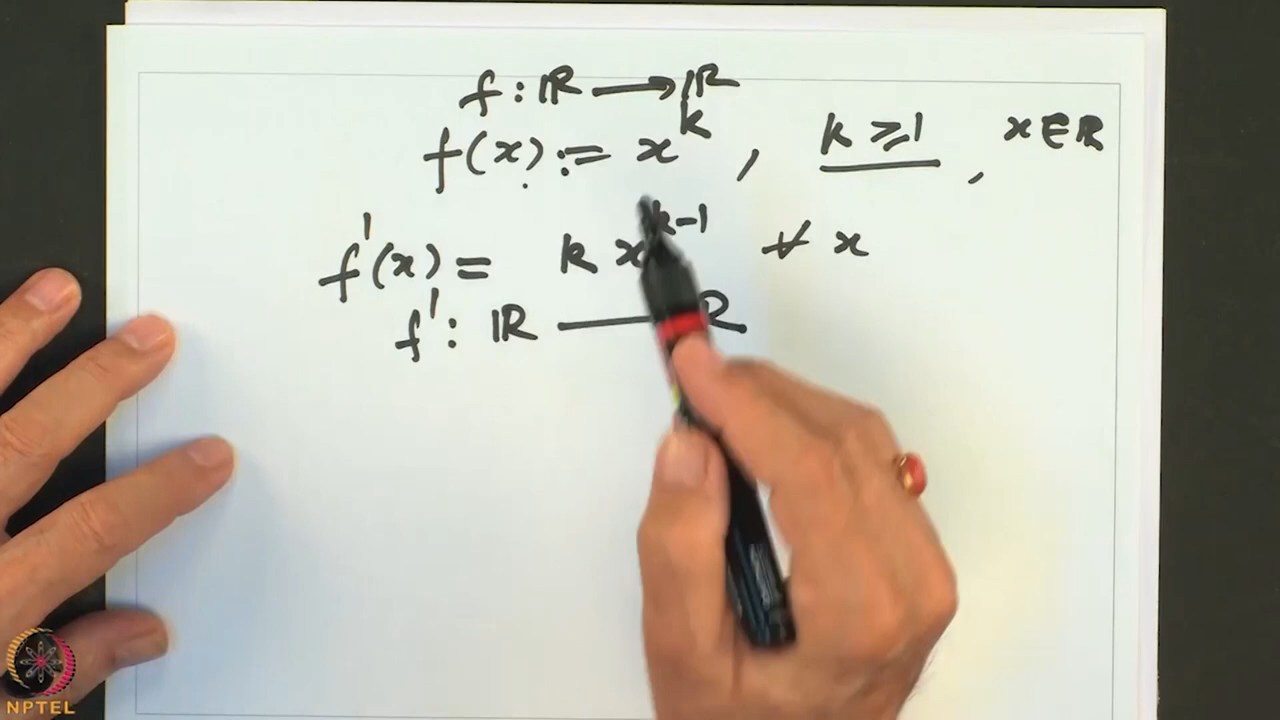 f : ℝ ⟶ ℝ
f(x) := x^k , k ⩾ 1 , x ∈ ℝ
f'(x) = k x^{k-1} ∀ x
f' : ℝ — ℝ
NPTEL